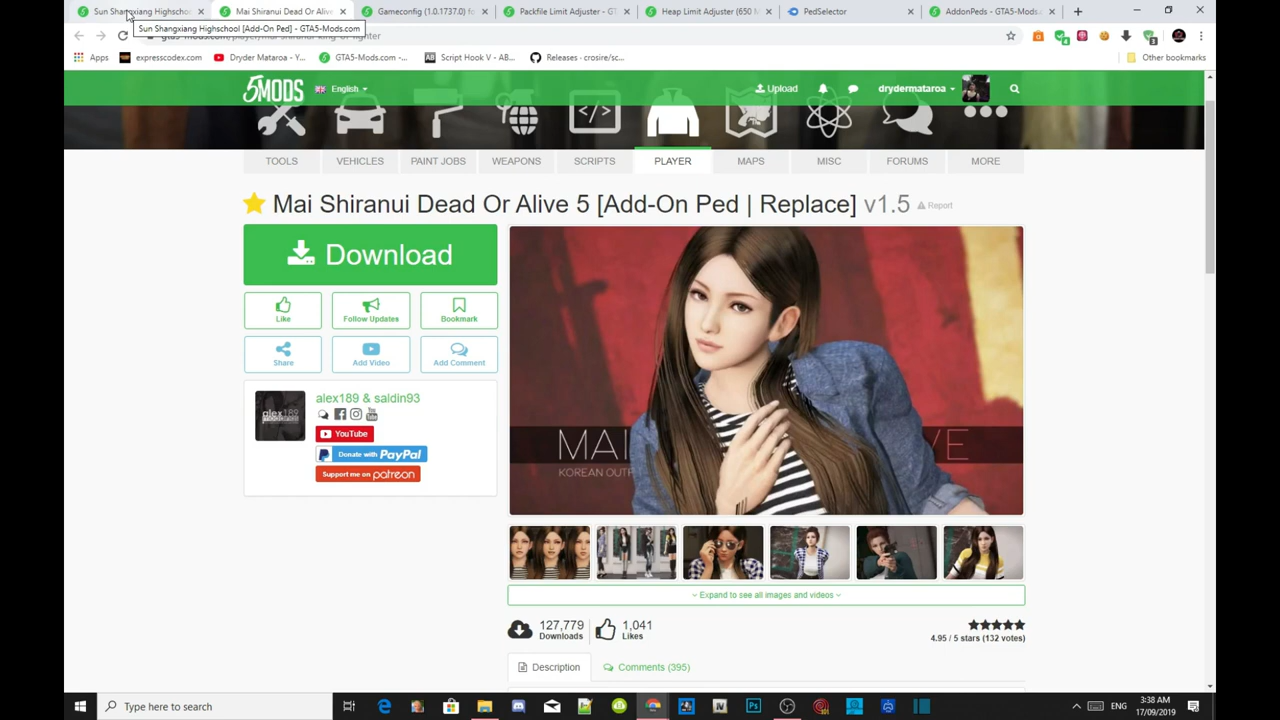 Sun Shangxiang Highschoo
Mai Shiranui Dead Or Alive
Gameconfig (1.0.1737.0) fo
Packfile Limit Adjuster - GT
Heap Limit Adjuster (650 M
PedSelector
AddonPeds - GTA5-Mods.
Sun Shangxiang Highschool [Add-On Ped] - GTA5-Mods.com
Apps
expresscodex.com
Dryder Mataroa - Y...
GTA5-Mods.com -...
AB
Script Hook V - AB...
Releases · crosire/sc...
Other bookmarks
5MODS
English
Upload
drydermataroa
TOOLS
VEHICLES
PAINT JOBS
WEAPONS
SCRIPTS
PLAYER
MAPS
MISC
FORUMS
MORE
Mai Shiranui Dead Or Alive 5 [Add-On Ped | Replace] v1.5
Report
Download
Like
Follow Updates
Bookmark
Share
Add Video
Add Comment
alex189 & saldin93
YouTube
Donate with PayPal
Support me on patreon
Expand to see all images and videos
127,779
Downloads
1,041
Likes
4.95 / 5 stars (132 votes)
Description
Comments (395)
Type here to search
ENG
3:38 AM
17/09/2019